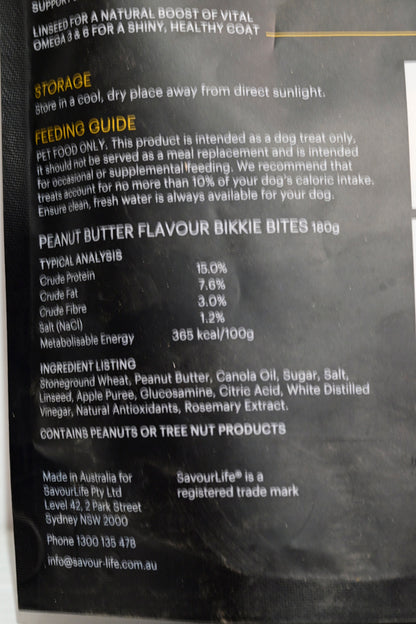 LINSEED FOR A NATURAL BOOST OF VITAL
OMEGA 3 & 6 FOR A SHINY, HEALTHY COAT
STORAGE
Store in a cool, dry place away from direct sunlight.
FEEDING GUIDE
PET FOOD ONLY. This product is intended as a dog treat only,
it should not be served as a meal replacement and is intended
for occasional or supplemental feeding. We recommend that
treats account for no more than 10% of your dog's caloric intake.
Ensure clean, fresh water is always available for your dog.
PEANUT BUTTER FLAVOUR BIKKIE BITES 180g
TYPICAL ANALYSIS
Crude Protein 15.0%
Crude Fat 7.6%
Crude Fibre 3.0%
Salt (NaCl) 1.2%
Metabolisable Energy 365 kcal/100g
INGREDIENT LISTING
Stoneground Wheat, Peanut Butter, Canola Oil, Sugar, Salt,
Linseed, Apple Puree, Glucosamine, Citric Acid, White Distilled
Vinegar, Natural Antioxidants, Rosemary Extract.
CONTAINS PEANUTS OR TREE NUT PRODUCTS
Made in Australia for
SavourLife Pty Ltd
Level 42, 2 Park Street
Sydney NSW 2000
Phone 1300 135 478
info@savour-life.com.au
SavourLife® is a
registered trade mark